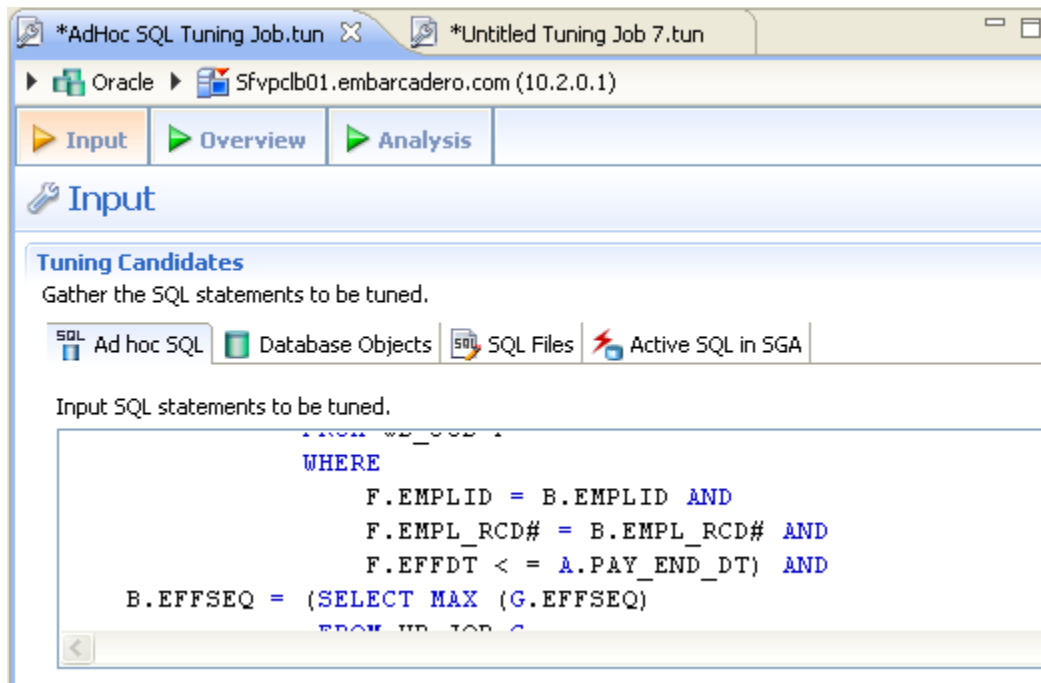 *AdHoc SQL Tuning Job.tun *Untitled Tuning Job 7.tun
Oracle Sfvpclb01.embarcadero.com (10.2.0.1)
Input Overview Analysis
Input
Tuning Candidates
Gather the SQL statements to be tuned.
SQL Ad hoc SQL Database Objects SQL SQL Files Active SQL in SGA
Input SQL statements to be tuned.
WHERE
F.EMPLID = B.EMPLID AND
F.EMPL_RCD# = B.EMPL_RCD# AND
F.EFFDT < = A.PAY_END_DT) AND
B.EFFSEQ = (SELECT MAX (G.EFFSEQ)
FROM